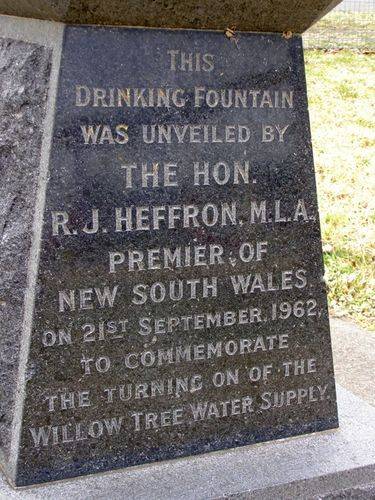 THIS
DRINKING FOUNTAIN
WAS UNVEILED BY
THE HON.
R.J. HEFFRON, M.L.A.,
PREMIER OF
NEW SOUTH WALES
ON 21ST SEPTEMBER, 1962,
TO COMMEMORATE
THE TURNING ON OF THE
WILLOW TREE WATER SUPPLY.